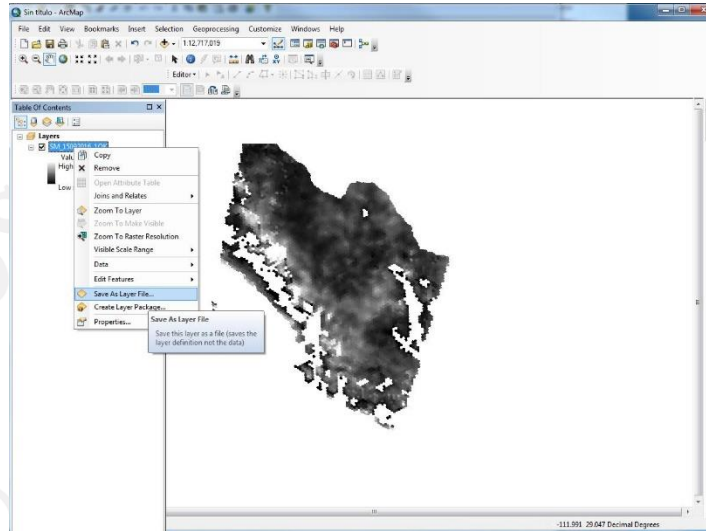 Sin título - ArcMap
File Edit View Bookmarks Insert Selection Geoprocessing Customize Windows Help
1:12,717,019
Editor
Table Of Contents
Layers
Valu
High
Low
Copy
Remove
Open Attribute Table
Joins and Relates
Zoom To Layer
Zoom To Make Visible
Zoom To Raster Resolution
Visible Scale Range
Data
Edit Features
Save As Layer File...
Create Layer Package...
Properties...
Save As Layer File
Save this layer as a file (saves the
layer definition not the data)
-111.991 29.047 Decimal Degrees